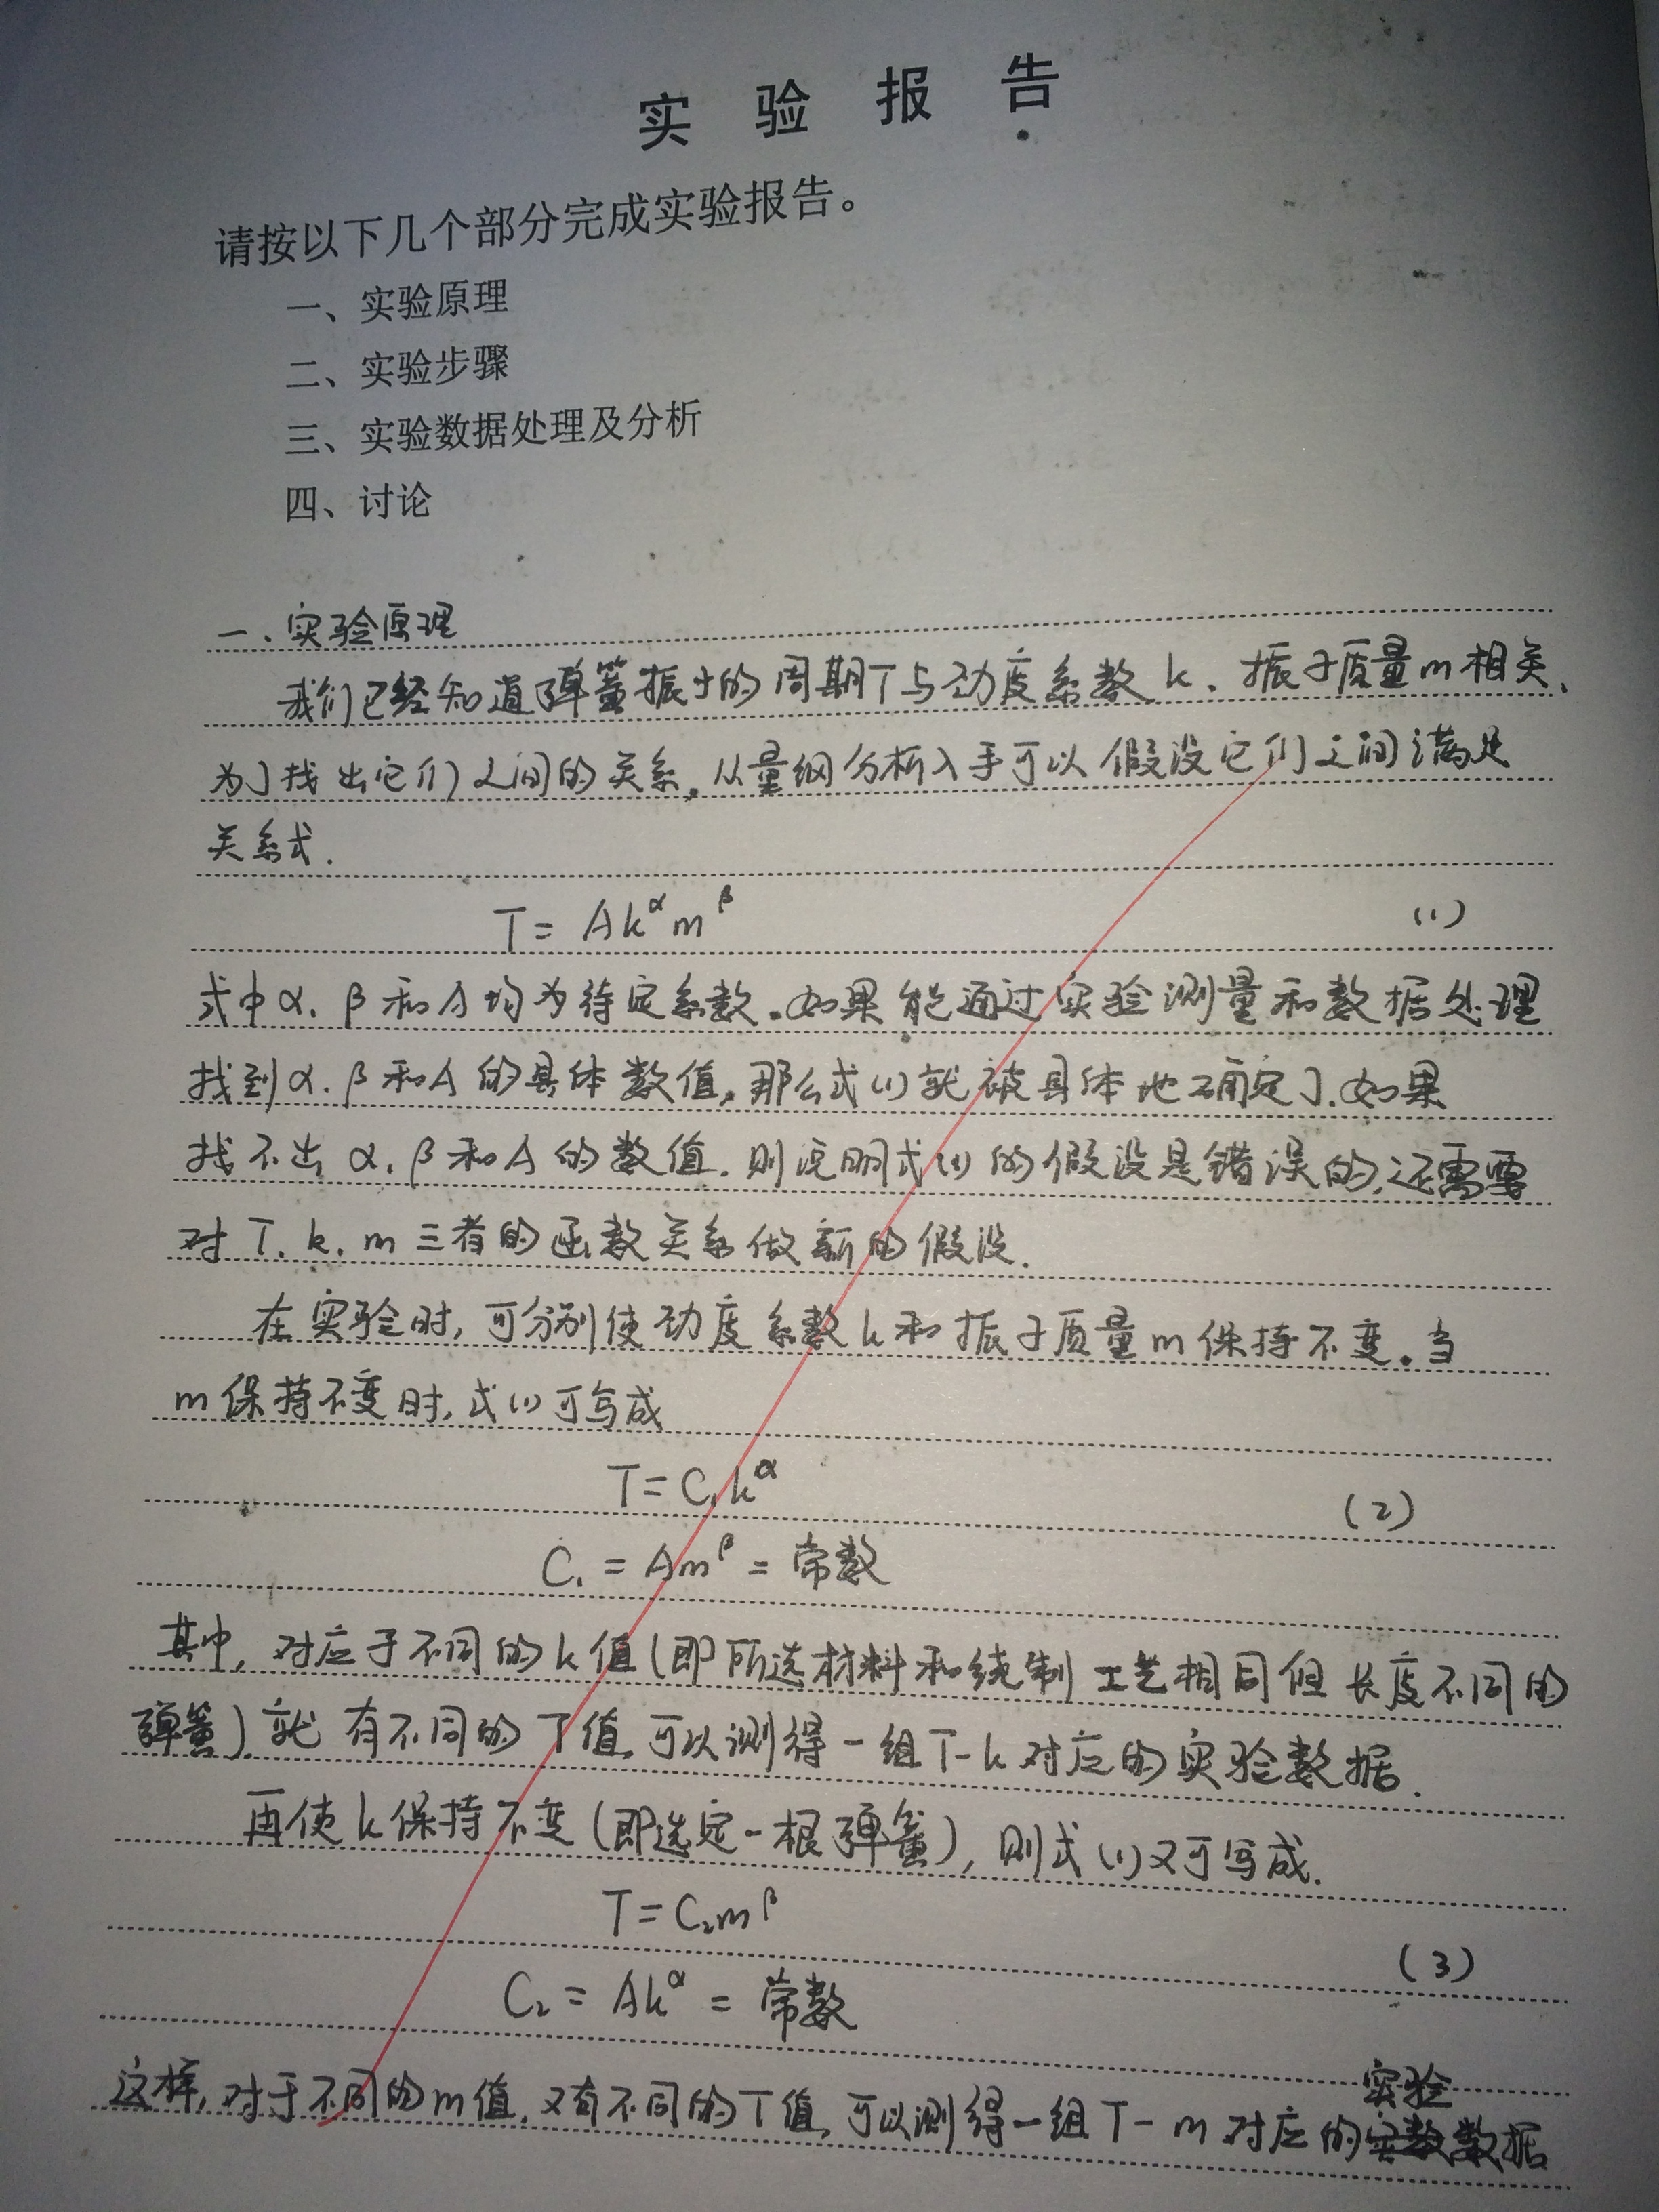 实验报告
请按以下几个部分完成实验报告。
一、实验原理
二、实验步骤
三、实验数据处理及分析
四、讨论
一、实验原理
我们已经知道弹簧振子的周期T与劲度系数k、振子质量m相关、
为了找出它们之间的关系,从量纲分析入手可以假设它们之间满足
关系式.
T = Ak^α m^β (1)
式中α、β和A均为待定系数.如果能通过实验测量和数据处理
找到α、β和A的具体数值,那么式(1)就被具体地确定了.如果
找不出α、β和A的数值.则说明式(1)的假设是错误的,还需要
对T、k、m三者的函数关系做新的假设.
在实验时,可分别使劲度系数k和振子质量m保持不变.当
m保持不变时,式(1)可写成
T = C₁k^α (2)
C₁ = Am^β = 常数
其中,对应于不同的k值(即所选材料和绕制工艺相同但长度不同的
弹簧).就有不同的T值,可以测得一组T-k对应的实验数据.
再使k保持不变(即选定一根弹簧),则式(1)又可写成.
T = C₂m^β (3)
C₂ = Ak^α = 常数
这样,对于不同的m值,又有不同的T值,可以测得一组T-m对应的实验数据